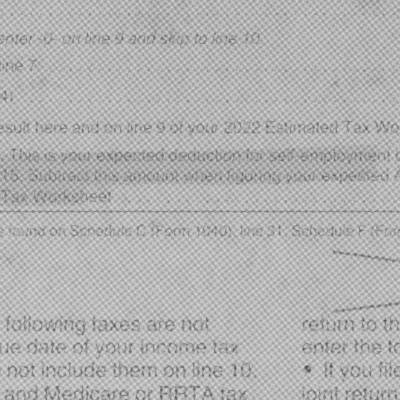 enter -0- on line 9 and skip to line 10.
line 7
4)
result here and on line 9 of your 2022 Estimated Tax Wo
. This is your expected deduction for self-employment
15. Subtract this amount when figuring your expected A
Tax Worksheet
s found on Schedule C (Form 1040), line 31, Schedule F (For
following taxes are not
ue date of your income tax
not include them on line 10.
and Medicare or RRTA tax
return to th
enter the to
• If you file
joint return